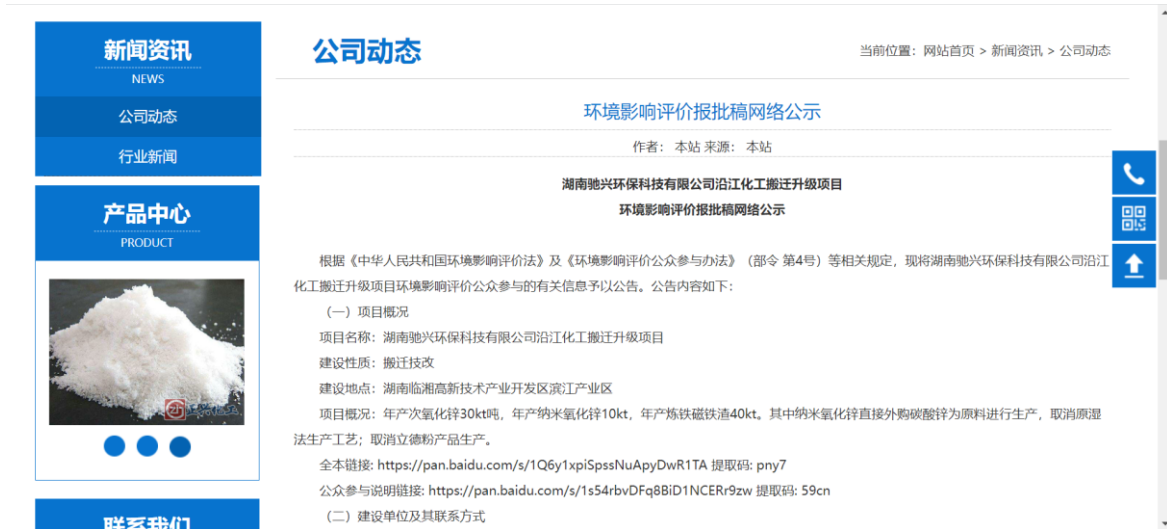 新闻资讯
NEWS
公司动态
行业新闻
产品中心
PRODUCT
公司动态
当前位置：网站首页 > 新闻资讯 > 公司动态
环境影响评价报批稿网络公示
作者： 本站 来源： 本站
湖南驰兴环保科技有限公司沿江化工搬迁升级项目
环境影响评价报批稿网络公示
根据《中华人民共和国环境影响评价法》及《环境影响评价公众参与办法》（部令 第4号）等相关规定，现将湖南驰兴环保科技有限公司沿江
化工搬迁升级项目环境影响评价公众参与的有关信息予以公告。公告内容如下：
（一）项目概况
项目名称：湖南驰兴环保科技有限公司沿江化工搬迁升级项目
建设性质：搬迁技改
建设地点：湖南临湘高新技术产业开发区滨江产业区
项目概况：年产次氧化锌30kt吨，年产纳米氧化锌10kt，年产炼铁磁铁渣40kt。其中纳米氧化锌直接外购碳酸锌为原料进行生产，取消原湿
法生产工艺；取消立德粉产品生产。
全本链接: https://pan.baidu.com/s/1Q6y1xpiSpssNuApyDwR1TA 提取码: pny7
公众参与说明链接: https://pan.baidu.com/s/1s54rbvDFq8BiD1NCERr9zw 提取码: 59cn
（二）建设单位及其联系方式
联系我们